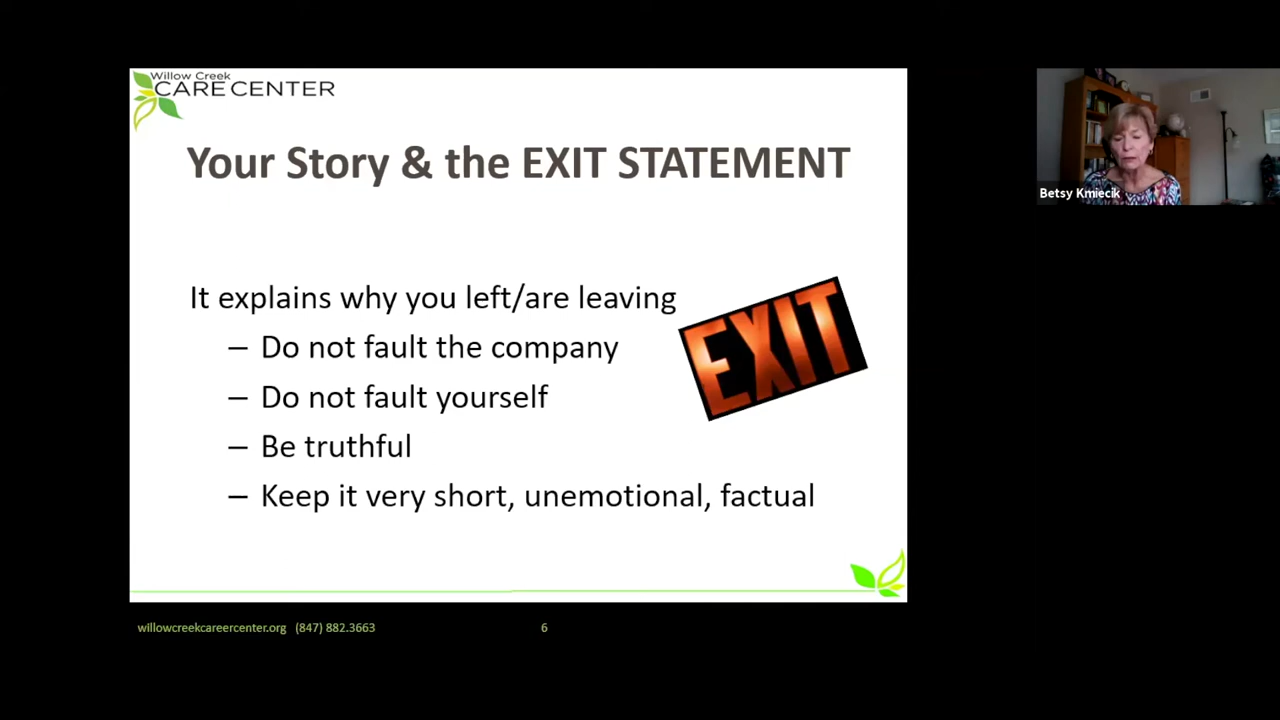 Willow Creek
CARE CENTER
Your Story & the EXIT STATEMENT
It explains why you left/are leaving
– Do not fault the company
– Do not fault yourself
– Be truthful
– Keep it very short, unemotional, factual
EXIT
willowcreekcareercenter.org (847) 882.3663
6
Betsy Kmiecik